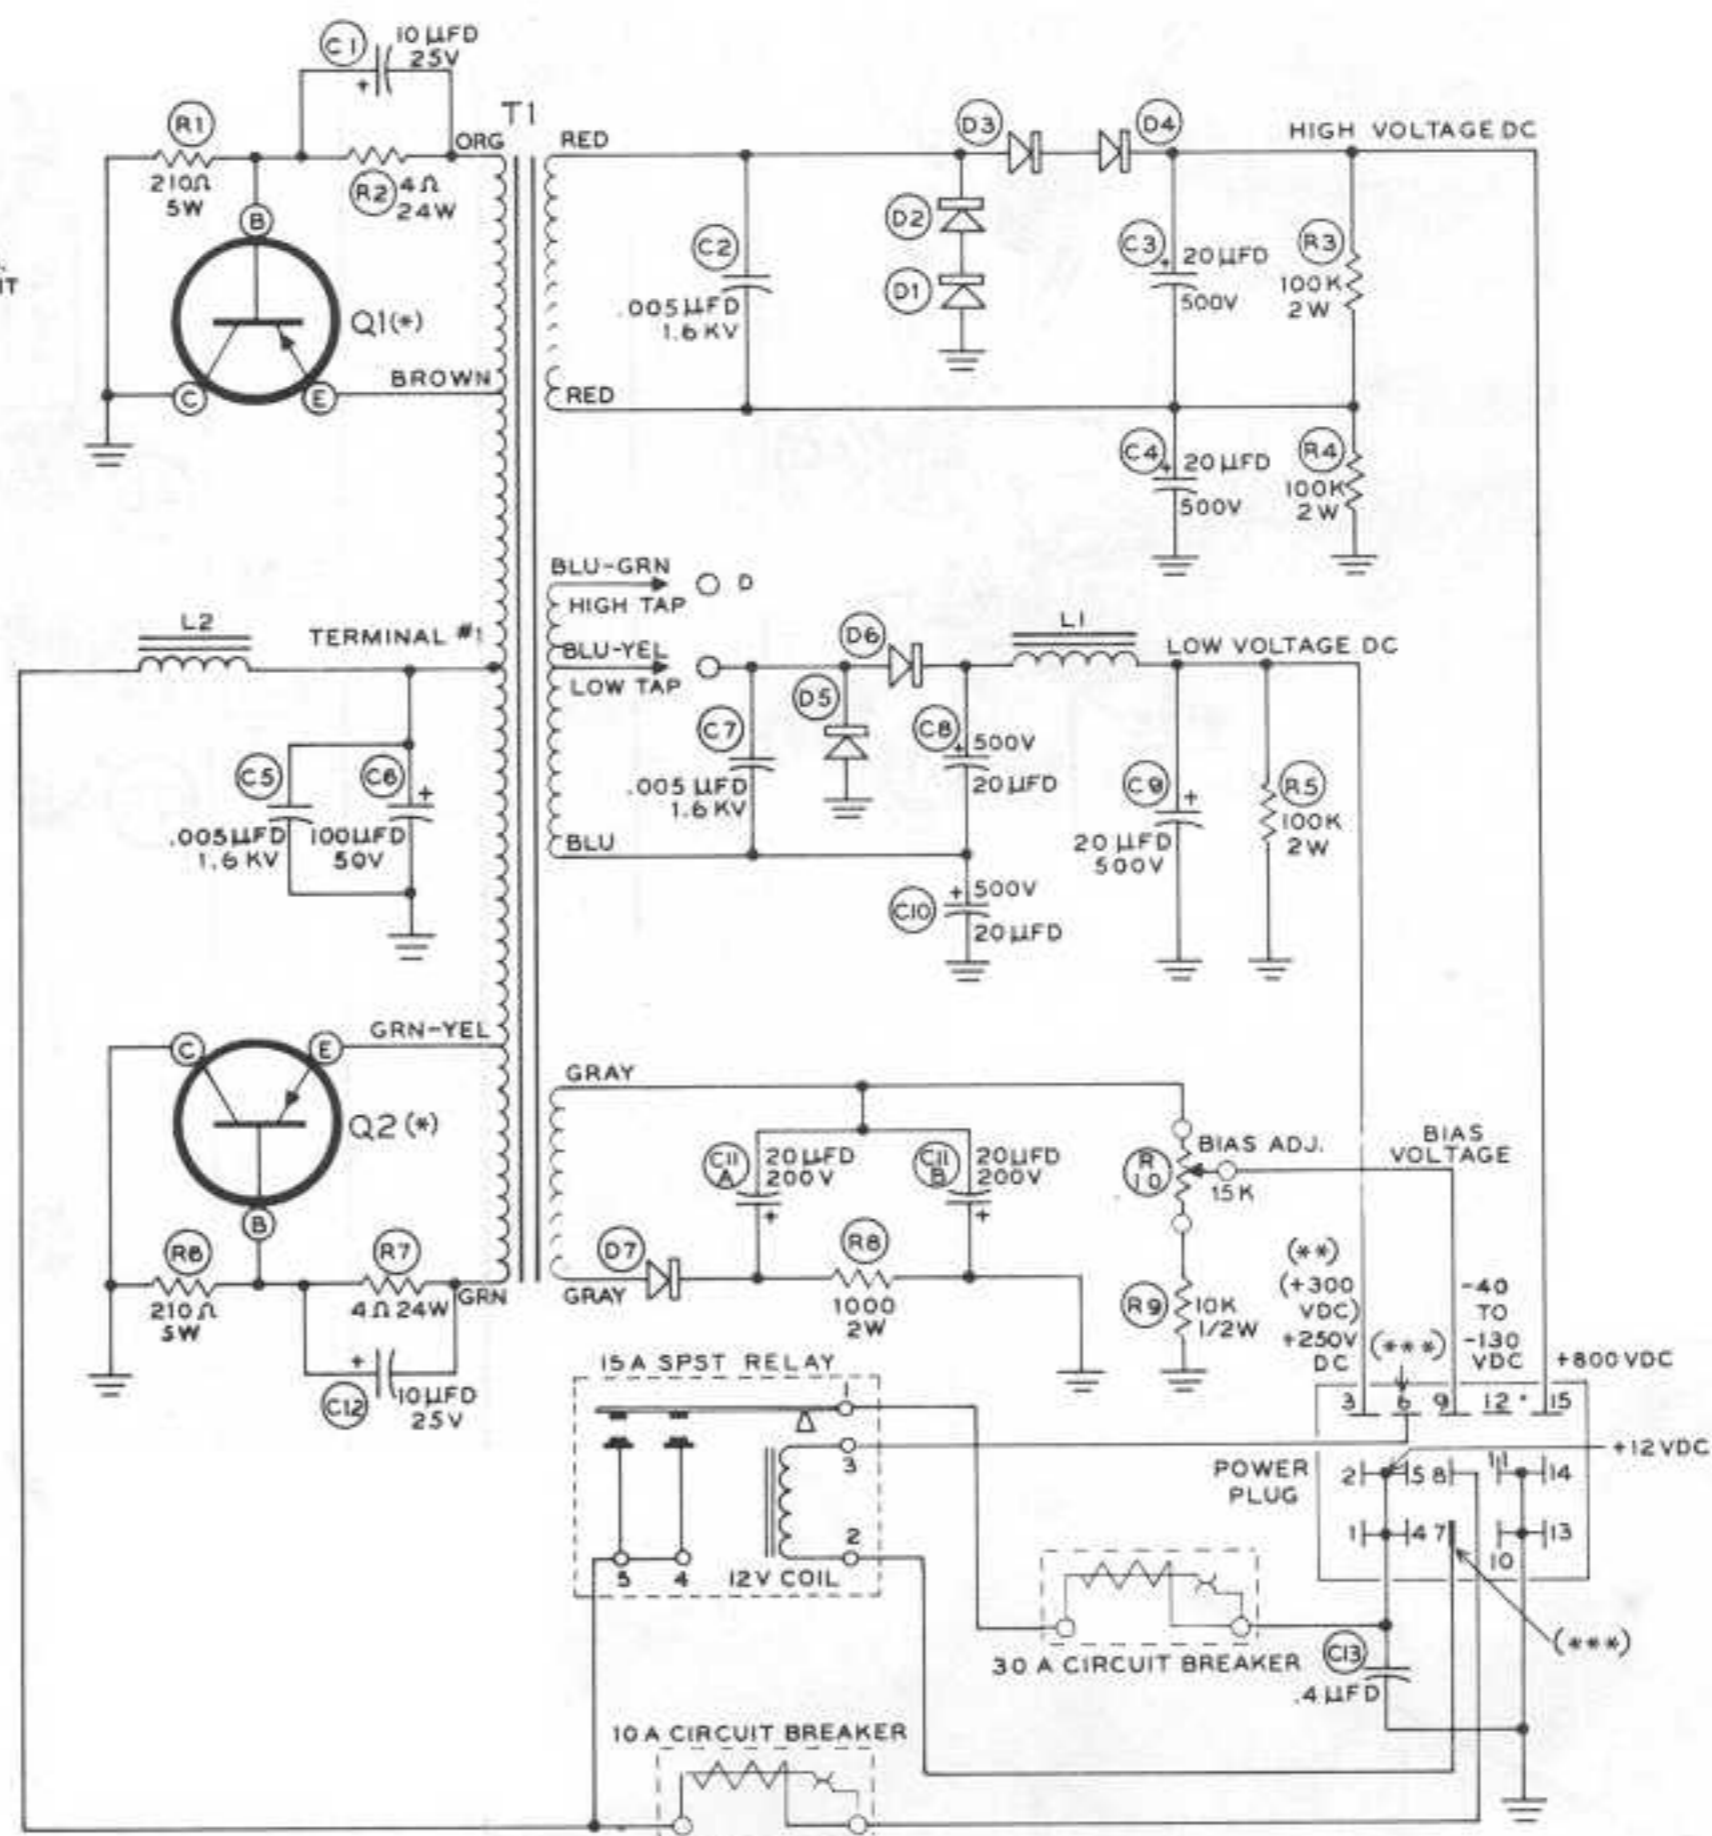 C1
10 µFD
25V
R1
210Ω
5W
ORG
T1
RED
R2
4Ω
24W
B
Q1(*)
C
E
BROWN
IT
D3
D4
HIGH VOLTAGE DC
D2
D1
C2
.005 µFD
1.6 KV
C3
+
20 µFD
500V
R3
100K
2W
RED
C4
+
20 µFD
500V
R4
100K
2W
BLU-GRN
HIGH TAP
D
L2
TERMINAL #1
BLU-YEL
LOW TAP
D6
L1
LOW VOLTAGE DC
D5
C7
.005 µFD
1.6 KV
C8
+
500V
20 µFD
C9
+
20 µFD
500V
R5
100K
2W
C5
.005 µFD
1.6 KV
C6
+
100µFD
50V
BLU
C10
+
500V
20 µFD
C
E
GRN-YEL
Q2 (*)
B
R6
210Ω
5W
R7
4Ω 24W
GRN
+
C12
10 µFD
25V
GRAY
C11
A
20 µFD
200V
+
C11
B
20µFD
200V
+
R
10
BIAS ADJ.
15K
BIAS
VOLTAGE
D7
GRAY
R8
1000
2W
R9
10K
1/2W
(**)
(+300
VDC)
+250V
DC
(***)
-40
TO
-130
VDC
+800 VDC
15A SPST RELAY
1
3
2
5
4
12V COIL
3
6
9
12
15
+12 VDC
POWER
PLUG
2
5
8
11
14
1
4
7
10
13
(***)
30 A CIRCUIT BREAKER
C13
.4 µFD
10 A CIRCUIT BREAKER